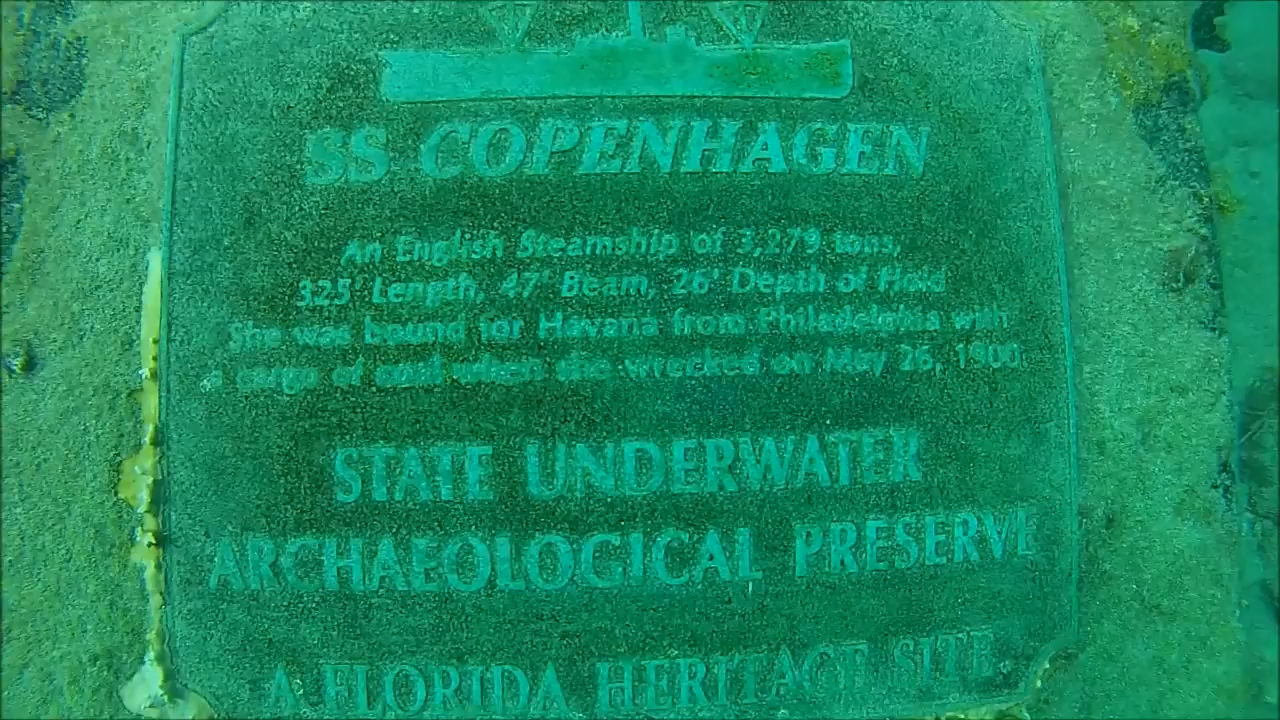 SS COPENHAGEN
An English Steamship of 3,279 tons,
325' Length, 47' Beam, 26' Depth of Hold
She was bound for Havana from Philadelphia with
a cargo of coal when she wrecked on May 26, 1900.
STATE UNDERWATER
ARCHAEOLOGICAL PRESERVE
A FLORIDA HERITAGE SITE